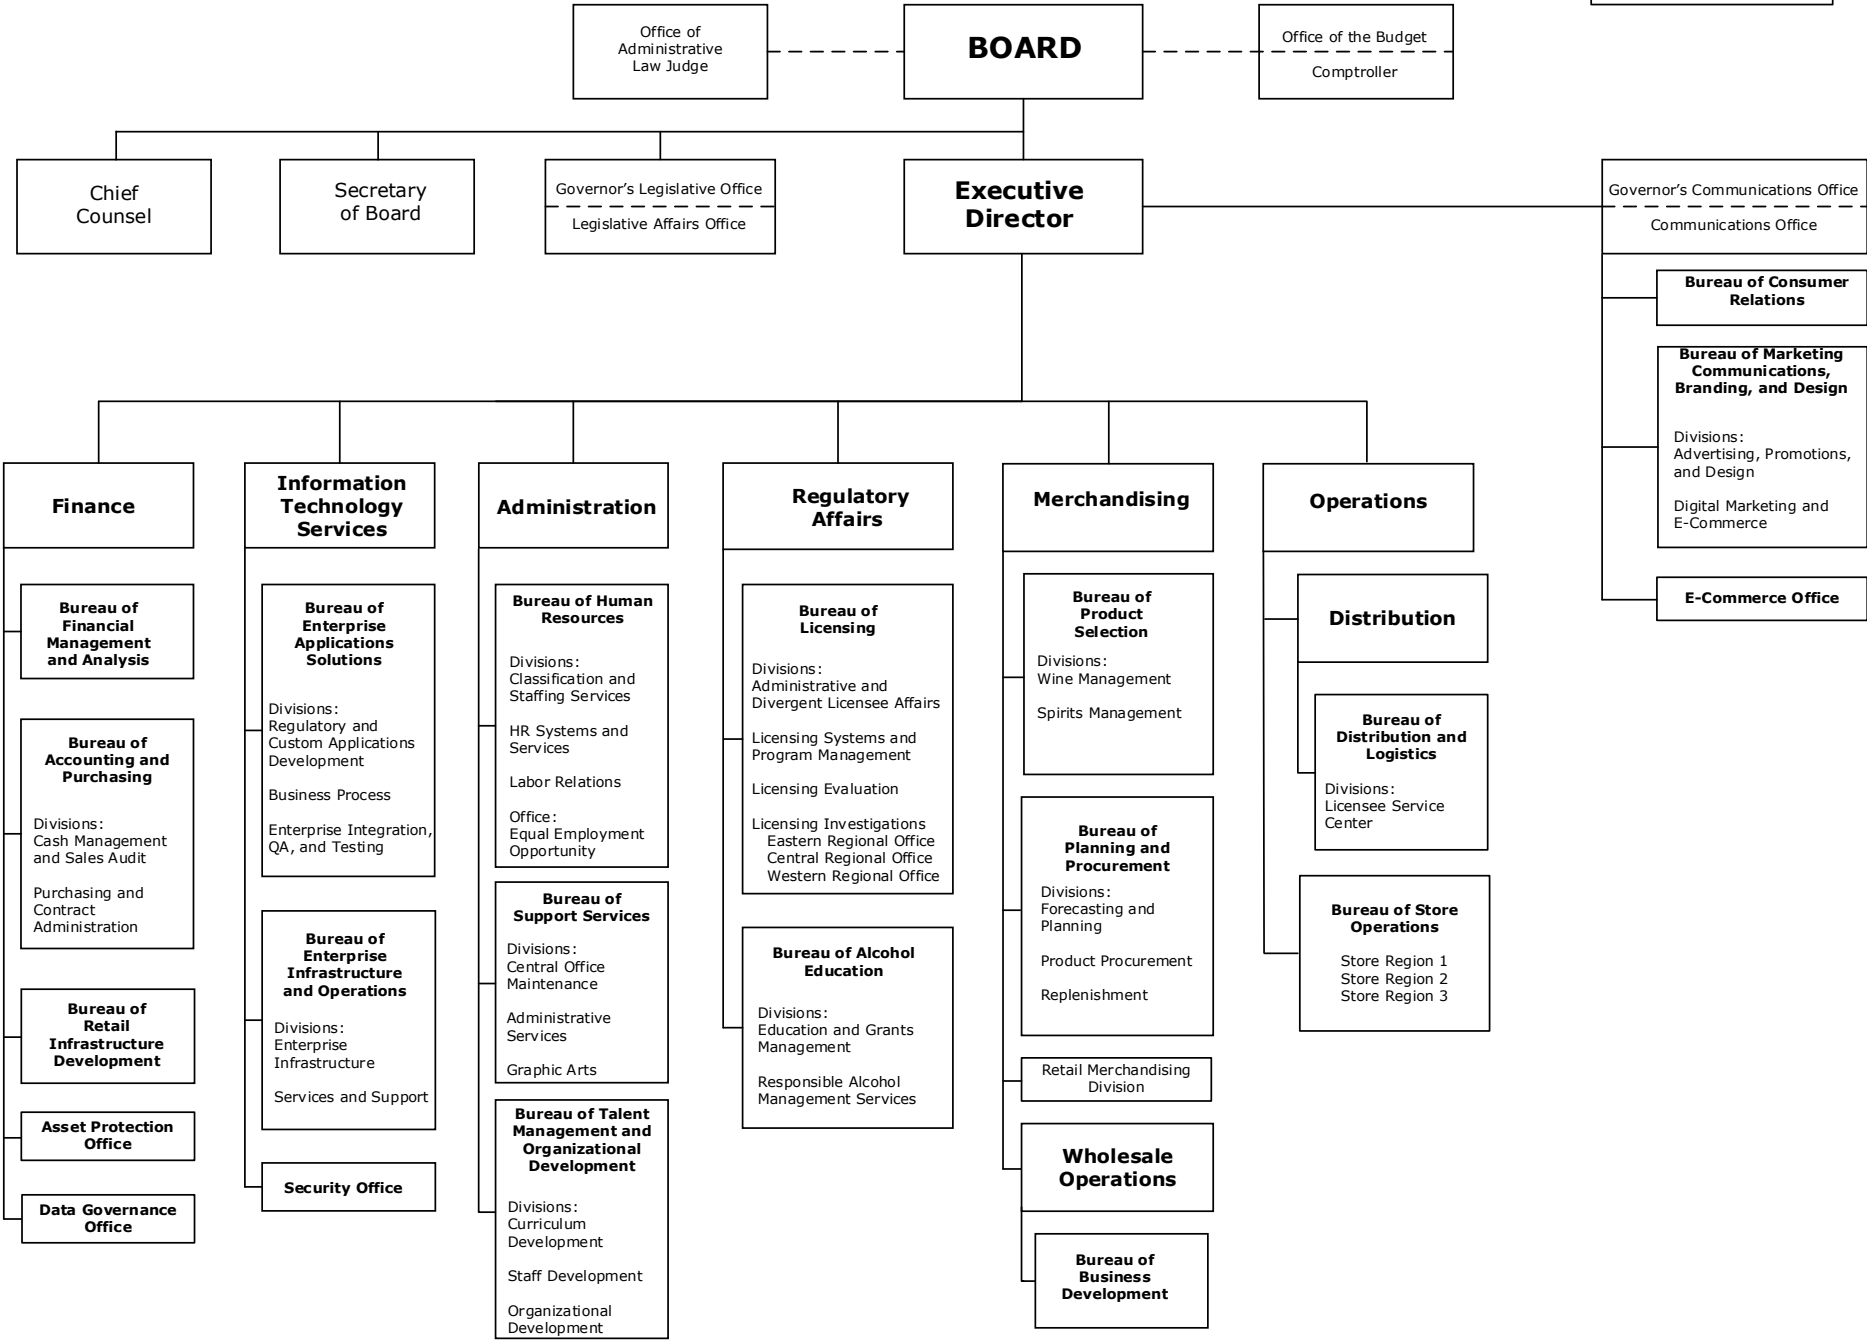 Office of
Administrative
Law Judge
BOARD
Office of the Budget
Comptroller
Chief
Counsel
Secretary
of Board
Governor’s Legislative Office
Legislative Affairs Office
Executive
Director
Governor’s Communications Office
Communications Office
Bureau of Consumer
Relations
Bureau of Marketing
Communications,
Branding, and Design
Divisions:
Advertising, Promotions,
and Design
Digital Marketing and
E-Commerce
E-Commerce Office
Finance
Bureau of
Financial
Management
and Analysis
Bureau of
Accounting and
Purchasing
Divisions:
Cash Management
and Sales Audit
Purchasing and
Contract
Administration
Bureau of
Retail
Infrastructure
Development
Asset Protection
Office
Data Governance
Office
Information
Technology
Services
Bureau of
Enterprise
Applications
Solutions
Divisions:
Regulatory and
Custom Applications
Development
Business Process
Enterprise Integration,
QA, and Testing
Bureau of
Enterprise
Infrastructure
and Operations
Divisions:
Enterprise
Infrastructure
Services and Support
Security Office
Administration
Bureau of Human
Resources
Divisions:
Classification and
Staffing Services
HR Systems and
Services
Labor Relations
Office:
Equal Employment
Opportunity
Bureau of
Support Services
Divisions:
Central Office
Maintenance
Administrative
Services
Graphic Arts
Bureau of Talent
Management and
Organizational
Development
Divisions:
Curriculum
Development
Staff Development
Organizational
Development
Regulatory
Affairs
Bureau of
Licensing
Divisions:
Administrative and
Divergent Licensee Affairs
Licensing Systems and
Program Management
Licensing Evaluation
Licensing Investigations
Eastern Regional Office
Central Regional Office
Western Regional Office
Bureau of Alcohol
Education
Divisions:
Education and Grants
Management
Responsible Alcohol
Management Services
Merchandising
Bureau of
Product
Selection
Divisions:
Wine Management
Spirits Management
Bureau of
Planning and
Procurement
Divisions:
Forecasting and
Planning
Product Procurement
Replenishment
Retail Merchandising
Division
Wholesale
Operations
Bureau of
Business
Development
Operations
Distribution
Bureau of
Distribution and
Logistics
Divisions:
Licensee Service
Center
Bureau of Store
Operations
Store Region 1
Store Region 2
Store Region 3